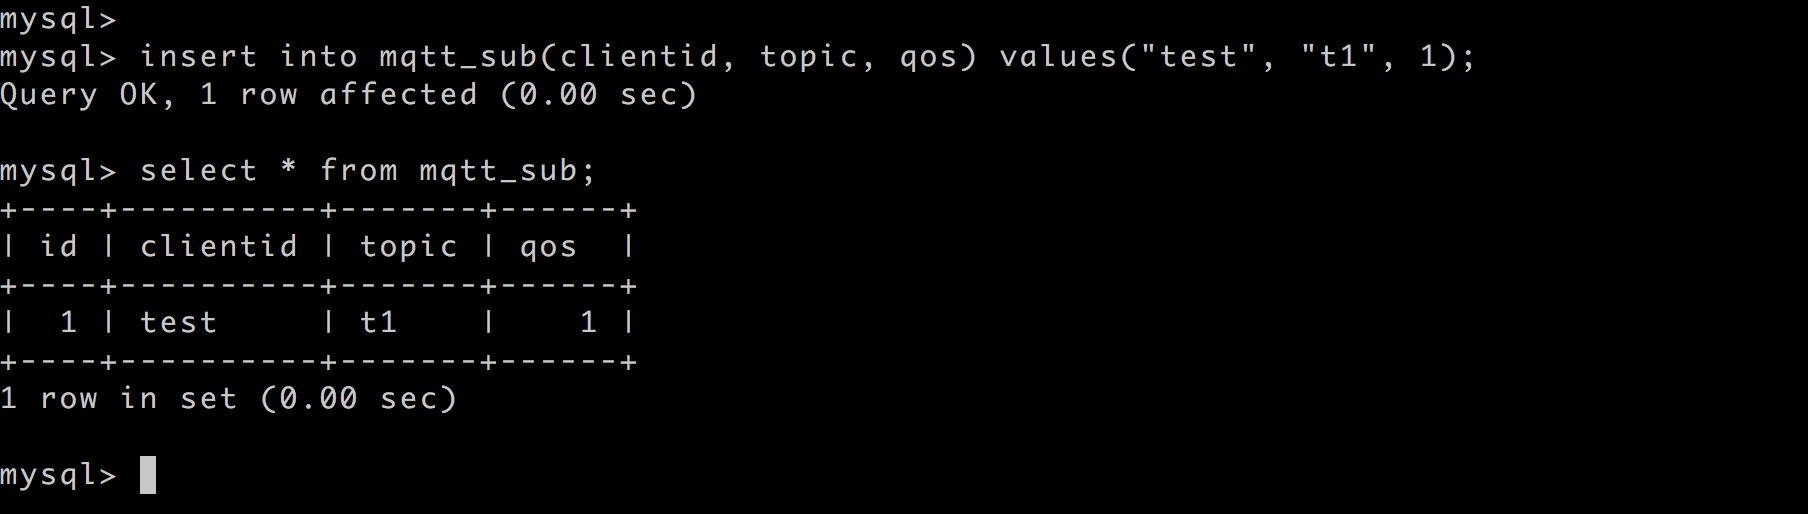 mysql>
mysql> insert into mqtt_sub(clientid, topic, qos) values("test", "t1", 1);
Query OK, 1 row affected (0.00 sec)
mysql> select * from mqtt_sub;
+----+----------+-------+------+
| id | clientid | topic | qos  |
+----+----------+-------+------+
|  1 | test     | t1    |    1 |
+----+----------+-------+------+
1 row in set (0.00 sec)
mysql>